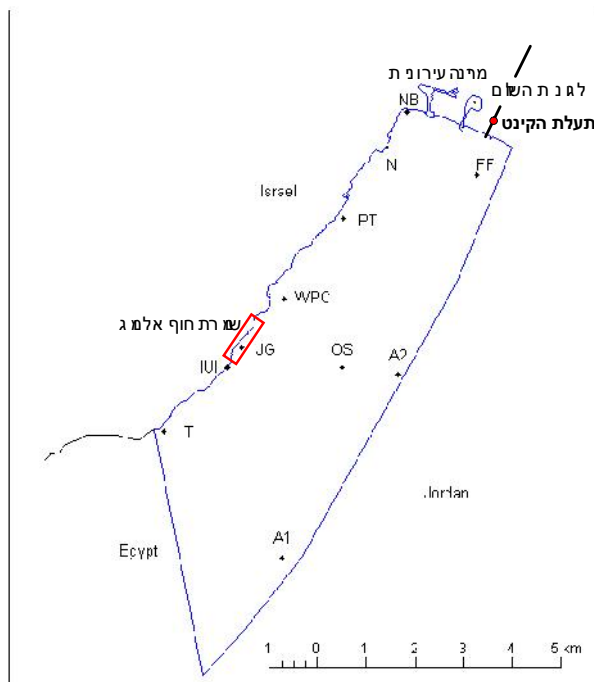 מרינה עירונית
לגונת השלום
NB
תעלת הקינט
N
FF
Israel
PT
WPC
שמורת חוף אלמוג
JG
IUI
OS
A2
T
Jordan
A1
Egypt
1 0 1 2 3 4 5 km